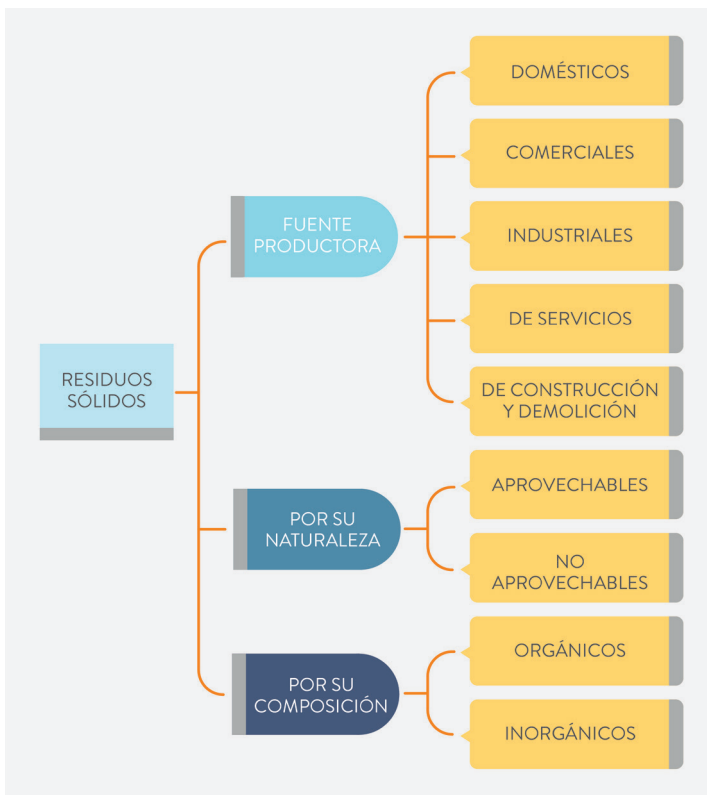 RESIDUOS
SÓLIDOS
FUENTE
PRODUCTORA
DOMÉSTICOS
COMERCIALES
INDUSTRIALES
DE SERVICIOS
DE CONSTRUCCIÓN
Y DEMOLICIÓN
POR SU
NATURALEZA
APROVECHABLES
NO
APROVECHABLES
POR SU
COMPOSICIÓN
ORGÁNICOS
INORGÁNICOS